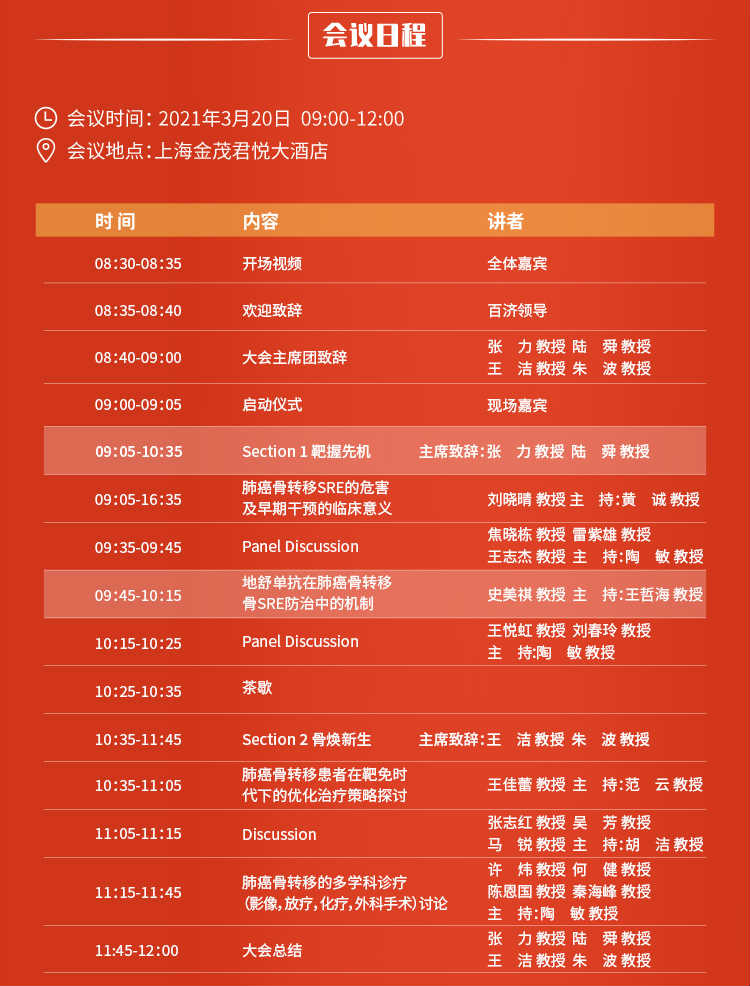 会议日程
会议时间：2021年3月20日 09:00-12:00
会议地点：上海金茂君悦大酒店
时 间 内容 讲者
08:30-08:35 开场视频 全体嘉宾
08:35-08:40 欢迎致辞 百济领导
08:40-09:00 大会主席团致辞 张 力 教授 陆 舜 教授
王 洁 教授 朱 波 教授
09:00-09:05 启动仪式 现场嘉宾
09:05-10:35 Section 1 靶握先机 主席致辞：张 力 教授 陆 舜 教授
09:05-16:35 肺癌骨转移SRE的危害
及早期干预的临床意义 刘晓晴 教授 主 持：黄 诚 教授
09:35-09:45 Panel Discussion 焦晓栋 教授 雷紫雄 教授
王志杰 教授 主 持：陶 敏 教授
09:45-10:15 地舒单抗在肺癌骨转移
骨SRE防治中的机制 史美祺 教授 主 持：王哲海 教授
10:15-10:25 Panel Discussion 王悦虹 教授 刘春玲 教授
主 持:陶 敏 教授
10:25-10:35 茶歇
10:35-11:45 Section 2 骨焕新生 主席致辞：王 洁 教授 朱 波 教授
10:35-11:05 肺癌骨转移患者在靶免时
代下的优化治疗策略探讨 王佳蕾 教授 主 持：范 云 教授
11:05-11:15 Discussion 张志红 教授 吴 芳 教授
马 锐 教授 主 持：胡 洁 教授
11:15-11:45 肺癌骨转移的多学科诊疗
（影像，放疗，化疗，外科手术）讨论 许 炜 教授 何 健 教授
陈恩国 教授 秦海峰 教授
主 持：陶 敏 教授
11:45-12:00 大会总结 张 力 教授 陆 舜 教授
王 洁 教授 朱 波 教授